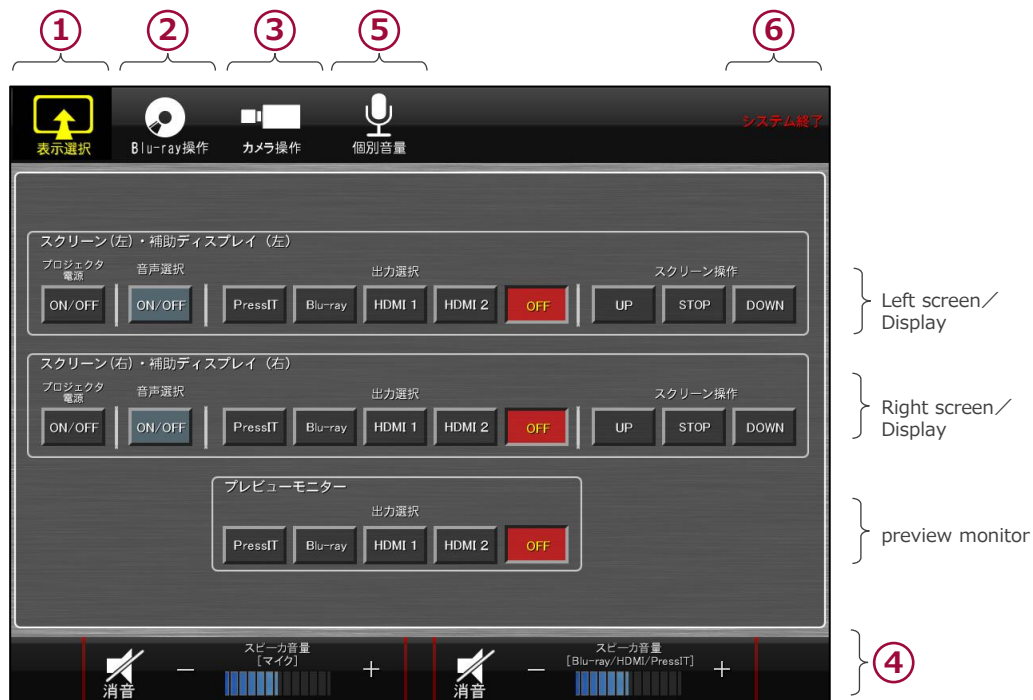 ① ② ③ ⑤ ⑥
表示選択 Blu-ray操作 カメラ操作 個別音量 システム終了
スクリーン(左)・補助ディスプレイ（左）
プロジェクタ
電源
音声選択 出力選択 スクリーン操作
ON/OFF ON/OFF PressIT Blu-ray HDMI 1 HDMI 2 OFF UP STOP DOWN
Left screen／
Display
スクリーン(右)・補助ディスプレイ（右）
プロジェクタ
電源
音声選択 出力選択 スクリーン操作
ON/OFF ON/OFF PressIT Blu-ray HDMI 1 HDMI 2 OFF UP STOP DOWN
Right screen／
Display
プレビューモニター
出力選択
PressIT Blu-ray HDMI 1 HDMI 2 OFF
preview monitor
消音 － スピーカ音量
[マイク]
＋
消音 － スピーカ音量
[Blu-ray/HDMI/PressIT]
＋
④